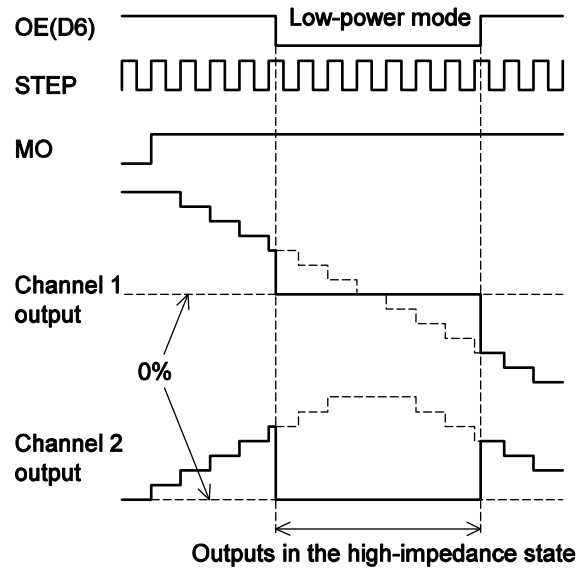 OE(D6)
Low-power mode
STEP
MO
Channel 1
output
0%
Channel 2
output
Outputs in the high-impedance state